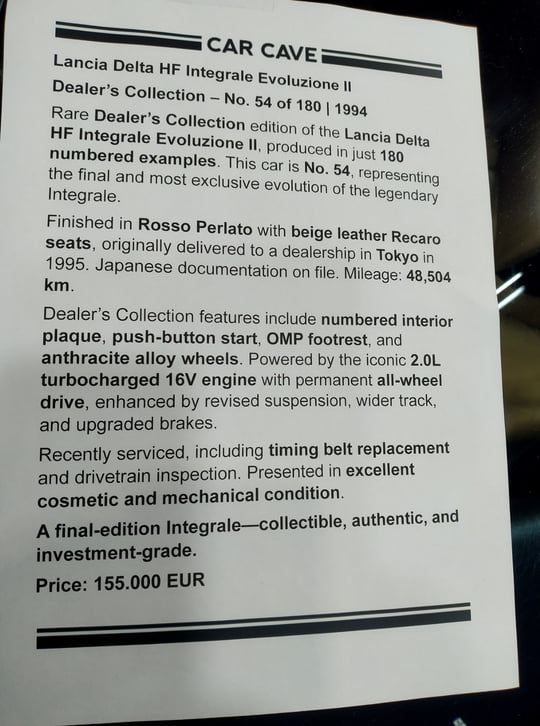 CAR CAVE
Lancia Delta HF Integrale Evoluzione II
Dealer's Collection – No. 54 of 180 | 1994
Rare Dealer's Collection edition of the Lancia Delta
HF Integrale Evoluzione II, produced in just 180
numbered examples. This car is No. 54, representing
the final and most exclusive evolution of the legendary
Integrale.
Finished in Rosso Perlato with beige leather Recaro
seats, originally delivered to a dealership in Tokyo in
1995. Japanese documentation on file. Mileage: 48,504
km.
Dealer's Collection features include numbered interior
plaque, push-button start, OMP footrest, and
anthracite alloy wheels. Powered by the iconic 2.0L
turbocharged 16V engine with permanent all-wheel
drive, enhanced by revised suspension, wider track,
and upgraded brakes.
Recently serviced, including timing belt replacement
and drivetrain inspection. Presented in excellent
cosmetic and mechanical condition.
A final-edition Integrale—collectible, authentic, and
investment-grade.
Price: 155.000 EUR